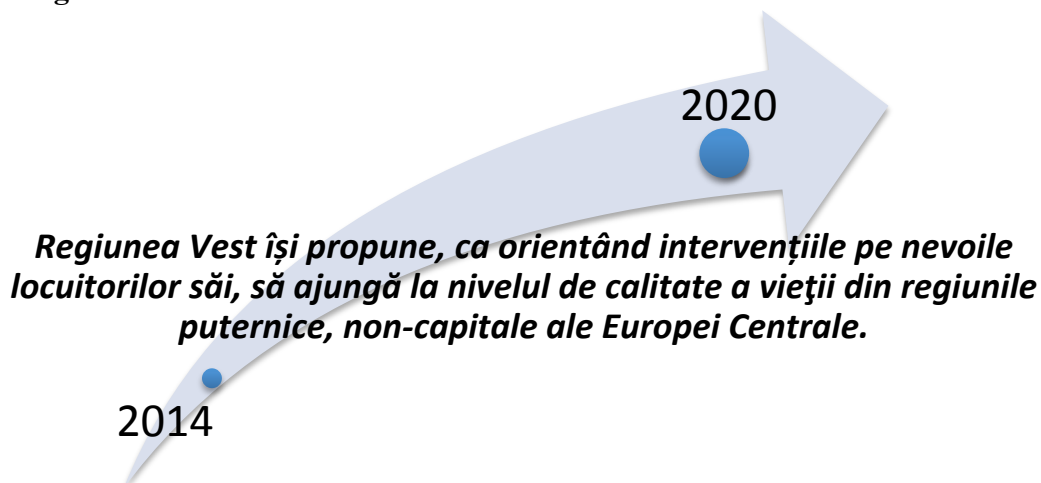 2020
Regiunea Vest își propune, ca orientând intervențiile pe nevoile
locuitorilor săi, să ajungă la nivelul de calitate a vieţii din regiunile
puternice, non-capitale ale Europei Centrale.
2014